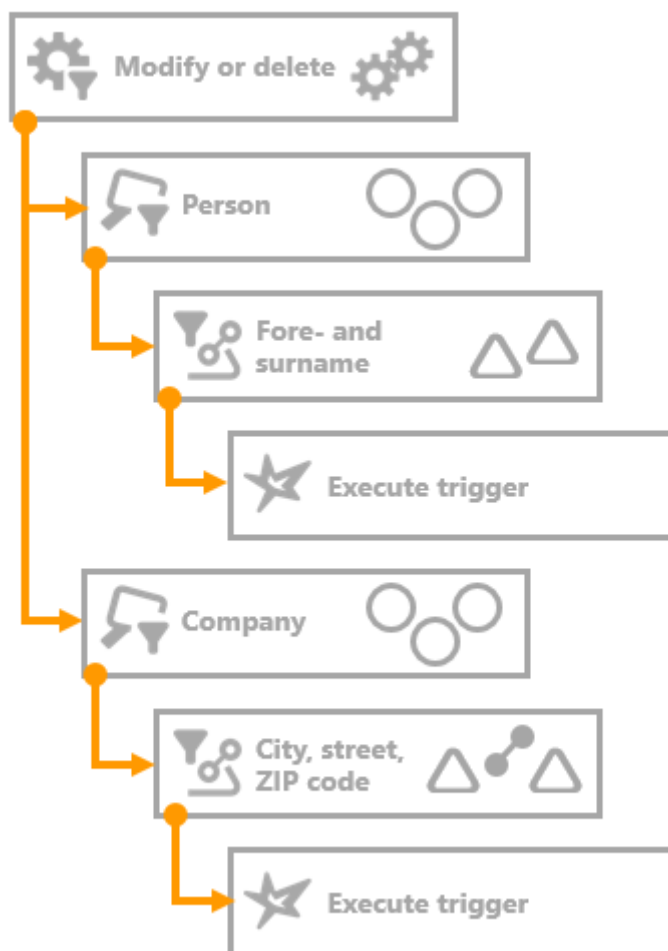 Modify or delete
Person
Fore- and
surname
Execute trigger
Company
City, street,
ZIP code
Execute trigger